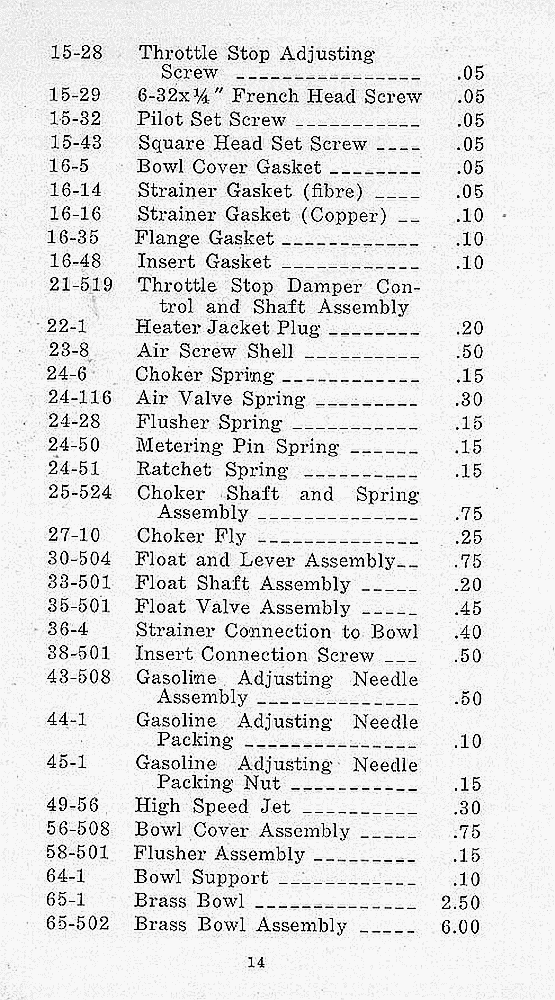 15-28 Throttle Stop Adjusting
Screw ---------------- .05
15-29 6-32x¼" French Head Screw .05
15-32 Pilot Set Screw ----------- .05
15-43 Square Head Set Screw ---- .05
16-5 Bowl Cover Gasket -------- .05
16-14 Strainer Gasket (fibre) ---- .05
16-16 Strainer Gasket (Copper) -- .10
16-35 Flange Gasket ------------ .10
16-48 Insert Gasket ------------ .10
21-519 Throttle Stop Damper Con-
trol and Shaft Assembly
22-1 Heater Jacket Plug -------- .20
23-8 Air Screw Shell ---------- .50
24-6 Choker Spring ------------ .15
24-116 Air Valve Spring --------- .30
24-28 Flusher Spring ----------- .15
24-50 Metering Pin Spring ------ .15
24-51 Ratchet Spring ---------- .15
25-524 Choker Shaft and Spring
Assembly -------------- .75
27-10 Choker Fly -------------- .25
30-504 Float and Lever Assembly-- .75
33-501 Float Shaft Assembly ----- .20
35-501 Float Valve Assembly ----- .45
36-4 Strainer Connection to Bowl .40
38-501 Insert Connection Screw --- .50
43-508 Gasoline Adjusting Needle
Assembly -------------- .50
44-1 Gasoline Adjusting Needle
Packing --------------- .10
45-1 Gasoline Adjusting Needle
Packing Nut ----------- .15
49-56 High Speed Jet ---------- .30
56-508 Bowl Cover Assembly ----- .75
58-501 Flusher Assembly --------- .15
64-1 Bowl Support ------------ .10
65-1 Brass Bowl -------------- 2.50
65-502 Brass Bowl Assembly ----- 6.00
14